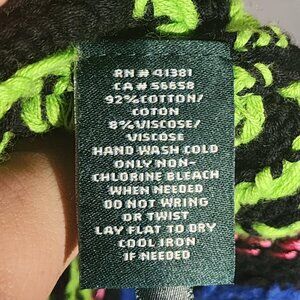 RN # 41381
CA # 56658
92%COTTON/
COTON
8%VISCOSE/
VISCOSE
HAND WASH COLD
ONLY NON-
CHLORINE BLEACH
WHEN NEEDED
DO NOT WRING
OR TWIST
LAY FLAT TO DRY
COOL IRON
IF NEEDED